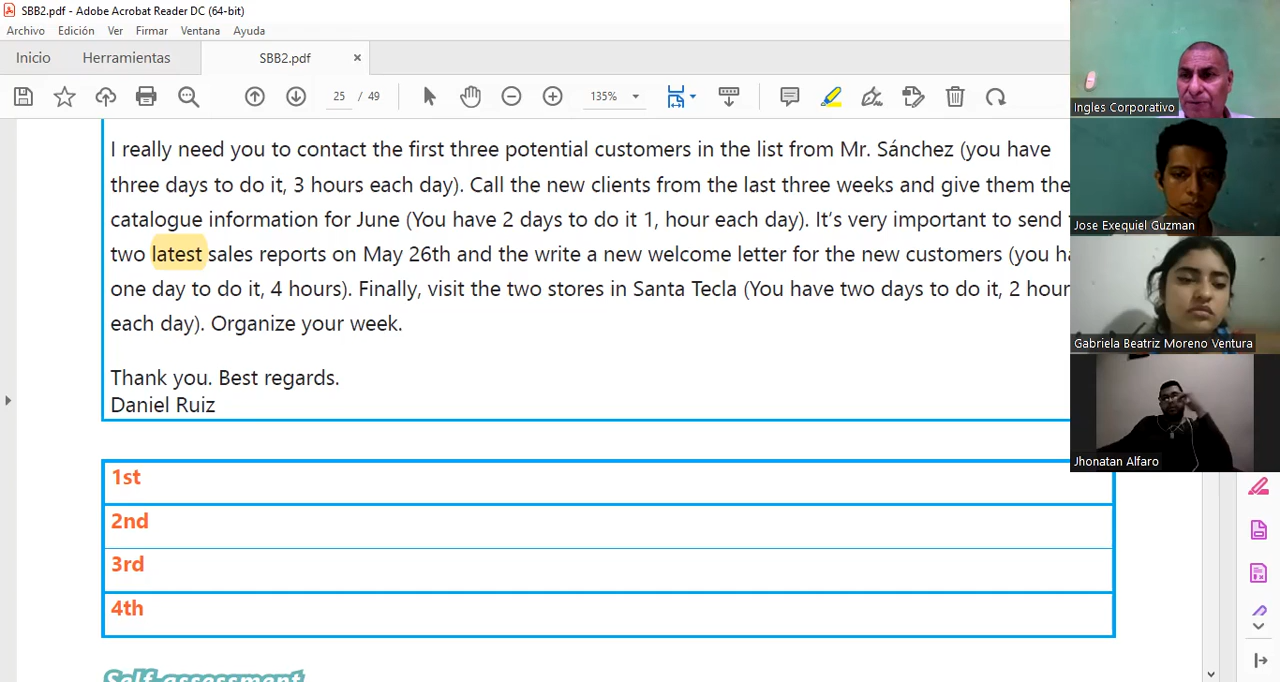 SBB2.pdf - Adobe Acrobat Reader DC (64-bit)
Archivo Edición Ver Firmar Ventana Ayuda
Inicio Herramientas SBB2.pdf ×
25 / 49 135%
I really need you to contact the first three potential customers in the list from Mr. Sánchez (you have
three days to do it, 3 hours each day). Call the new clients from the last three weeks and give them the
catalogue information for June (You have 2 days to do it 1, hour each day). It’s very important to send
two latest sales reports on May 26th and the write a new welcome letter for the new customers (you
one day to do it, 4 hours). Finally, visit the two stores in Santa Tecla (You have two days to do it, 2
each day). Organize your week.
Thank you. Best regards.
Daniel Ruiz
1st
2nd
3rd
4th
Self-assessment
Ingles Corporativo
Jose Exequiel Guzman
Gabriela Beatriz Moreno Ventura
Jhonatan Alfaro